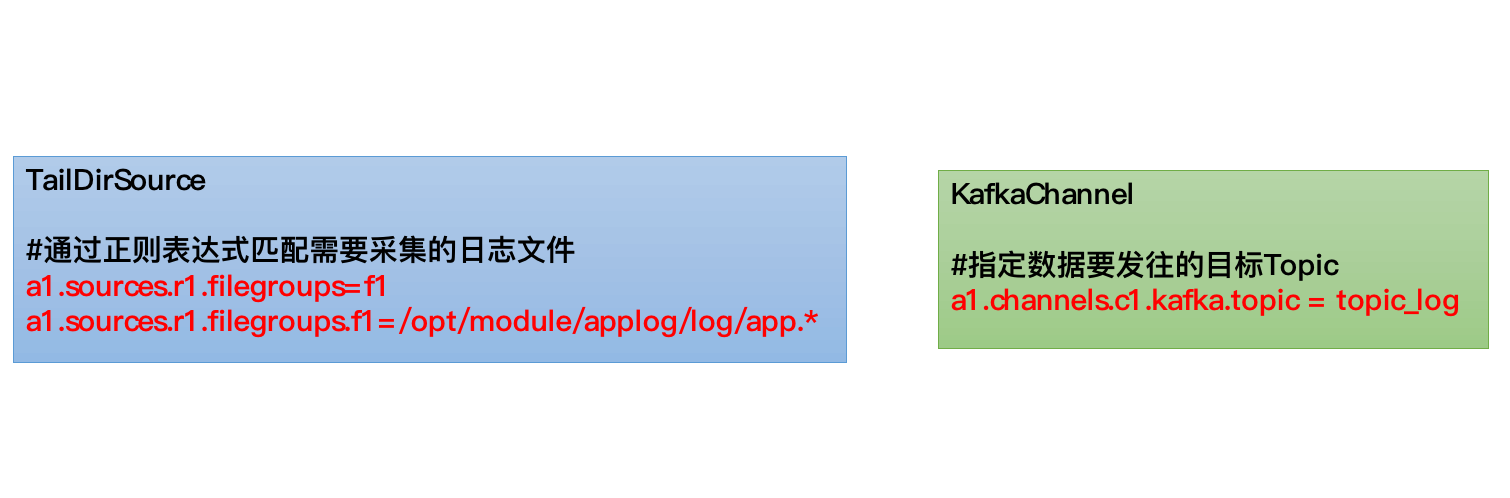 TailDirSource
#通过正则表达式匹配需要采集的日志文件
a1.sources.r1.filegroups=f1
a1.sources.r1.filegroups.f1=/opt/module/applog/log/app.*
KafkaChannel
#指定数据要发往的目标Topic
a1.channels.c1.kafka.topic = topic_log